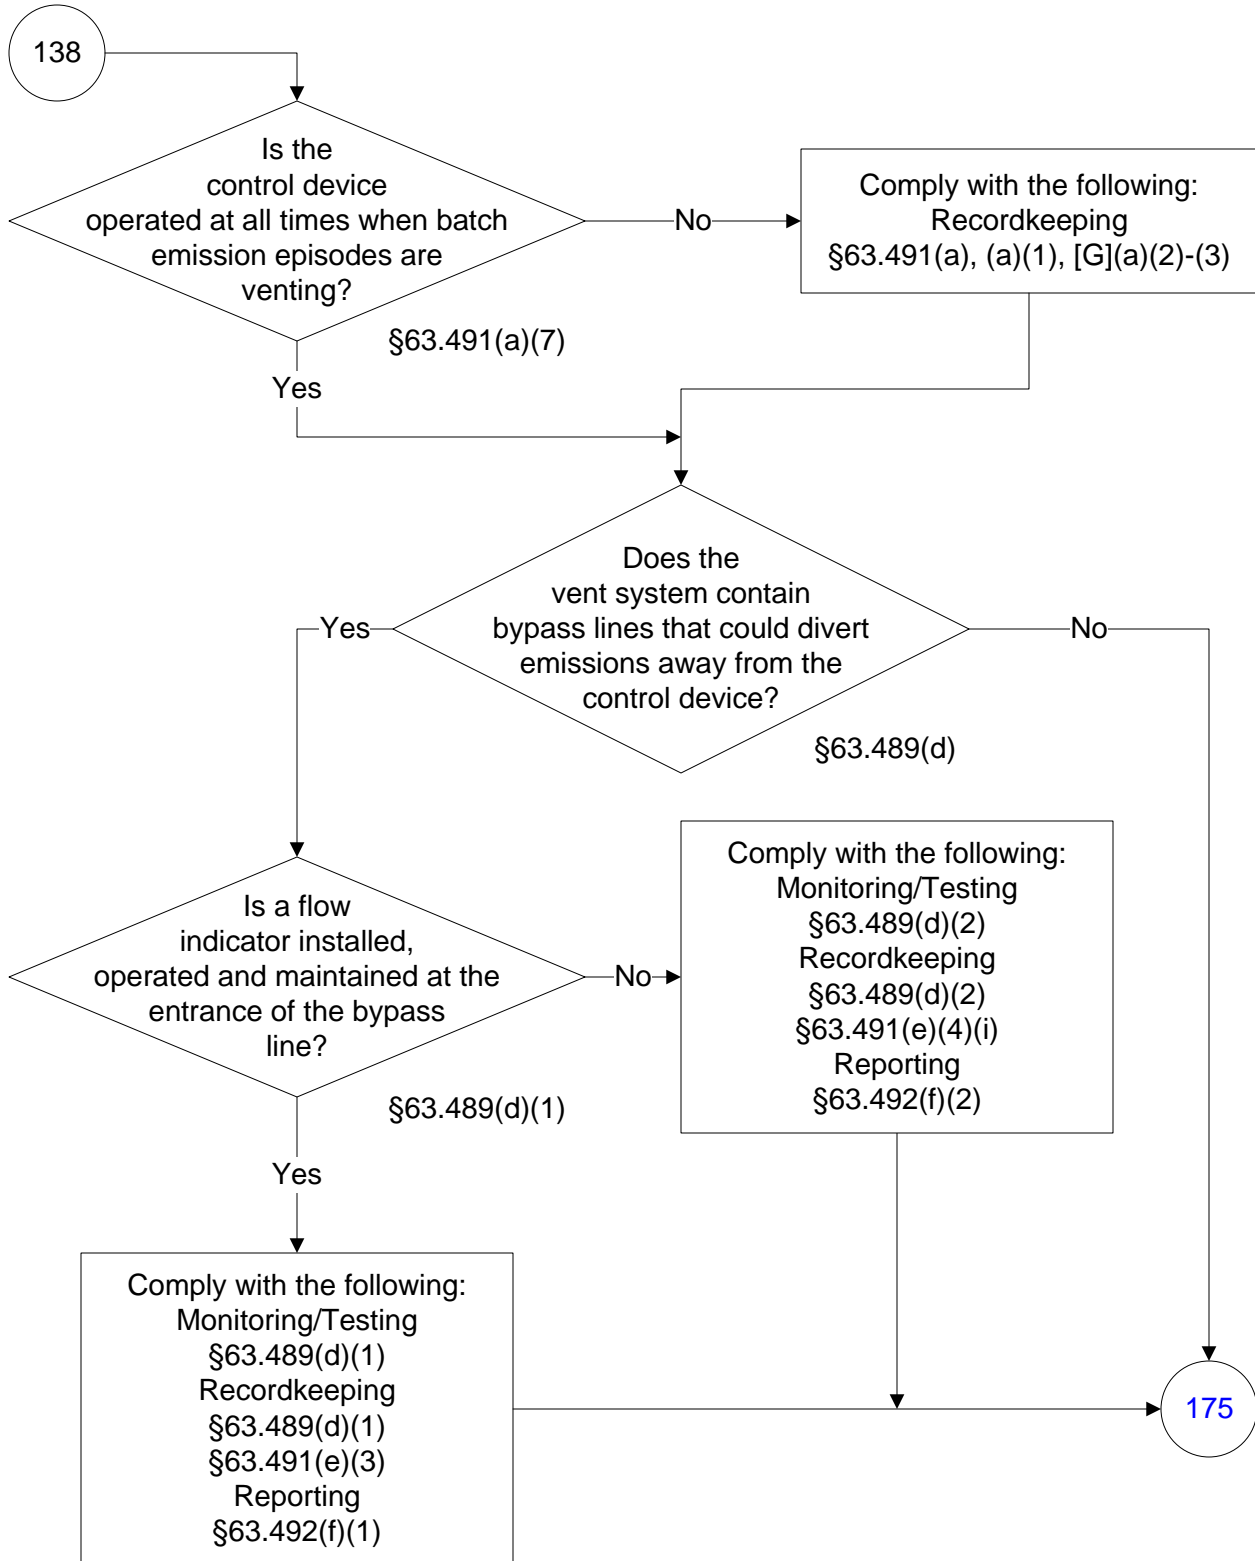 138
Is the
control device
operated at all times when batch
emission episodes are
venting?
§63.491(a)(7)
No
Comply with the following:
Recordkeeping
§63.491(a), (a)(1), [G](a)(2)-(3)
Yes
Does the
vent system contain
bypass lines that could divert
emissions away from the
control device?
§63.489(d)
Yes
No
Is a flow
indicator installed,
operated and maintained at the
entrance of the bypass
line?
§63.489(d)(1)
No
Comply with the following:
Monitoring/Testing
§63.489(d)(2)
Recordkeeping
§63.489(d)(2)
§63.491(e)(4)(i)
Reporting
§63.492(f)(2)
Yes
Comply with the following:
Monitoring/Testing
§63.489(d)(1)
Recordkeeping
§63.489(d)(1)
§63.491(e)(3)
Reporting
§63.492(f)(1)
175